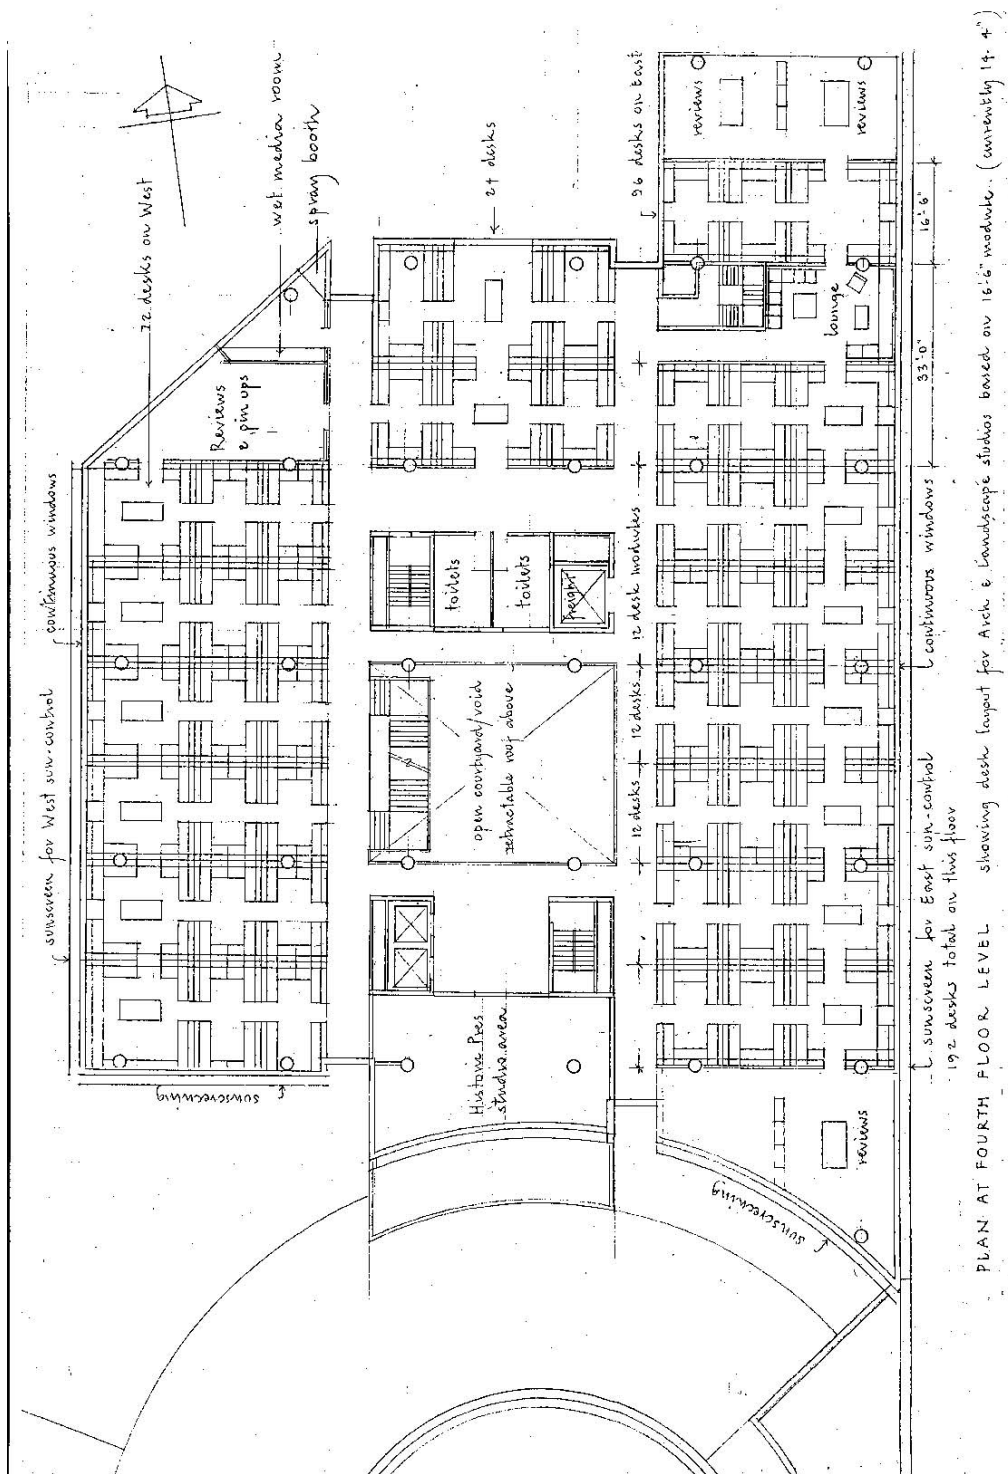 72 desks on West
wet media room
spray booth
24 desks
96 desks on East
reviews
reviews
16'-6"
lounge
33'-0"
Reviews
& pin ups
continuous windows
sunscreen for West sun-control
toilets
toilets
freight
12 desk modules
12 desks
12 desks
open courtyard/void
retractable roof above
continuous windows
Historic Pres
studio area
sunscreening
sunscreening
reviews
sunscreen for East sun-control
192 desks total on this floor
PLAN AT FOURTH FLOOR LEVEL showing desk layout for Arch & Landscape studios based on 16'-6" module. (currently 14'-4")